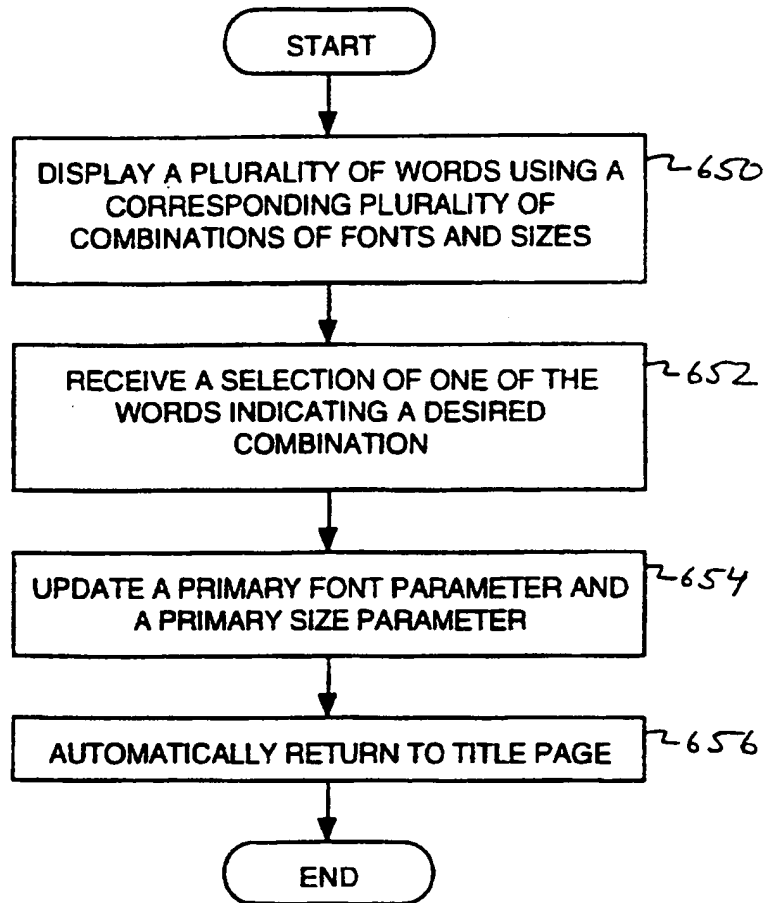 START
DISPLAY A PLURALITY OF WORDS USING A
CORRESPONDING PLURALITY OF
COMBINATIONS OF FONTS AND SIZES
650
RECEIVE A SELECTION OF ONE OF THE
WORDS INDICATING A DESIRED
COMBINATION
652
UPDATE A PRIMARY FONT PARAMETER AND
A PRIMARY SIZE PARAMETER
654
AUTOMATICALLY RETURN TO TITLE PAGE
656
END